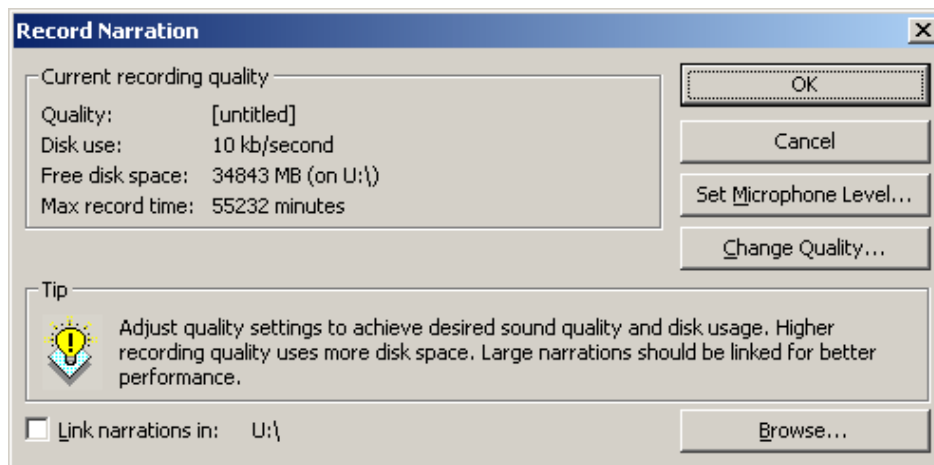 Record Narration
Current recording quality
Quality: [untitled]
Disk use: 10 kb/second
Free disk space: 34843 MB (on U:\)
Max record time: 55232 minutes
OK
Cancel
Set Microphone Level...
Change Quality...
Tip
Adjust quality settings to achieve desired sound quality and disk usage. Higher
recording quality uses more disk space. Large narrations should be linked for better
performance.
Link narrations in: U:\
Browse...